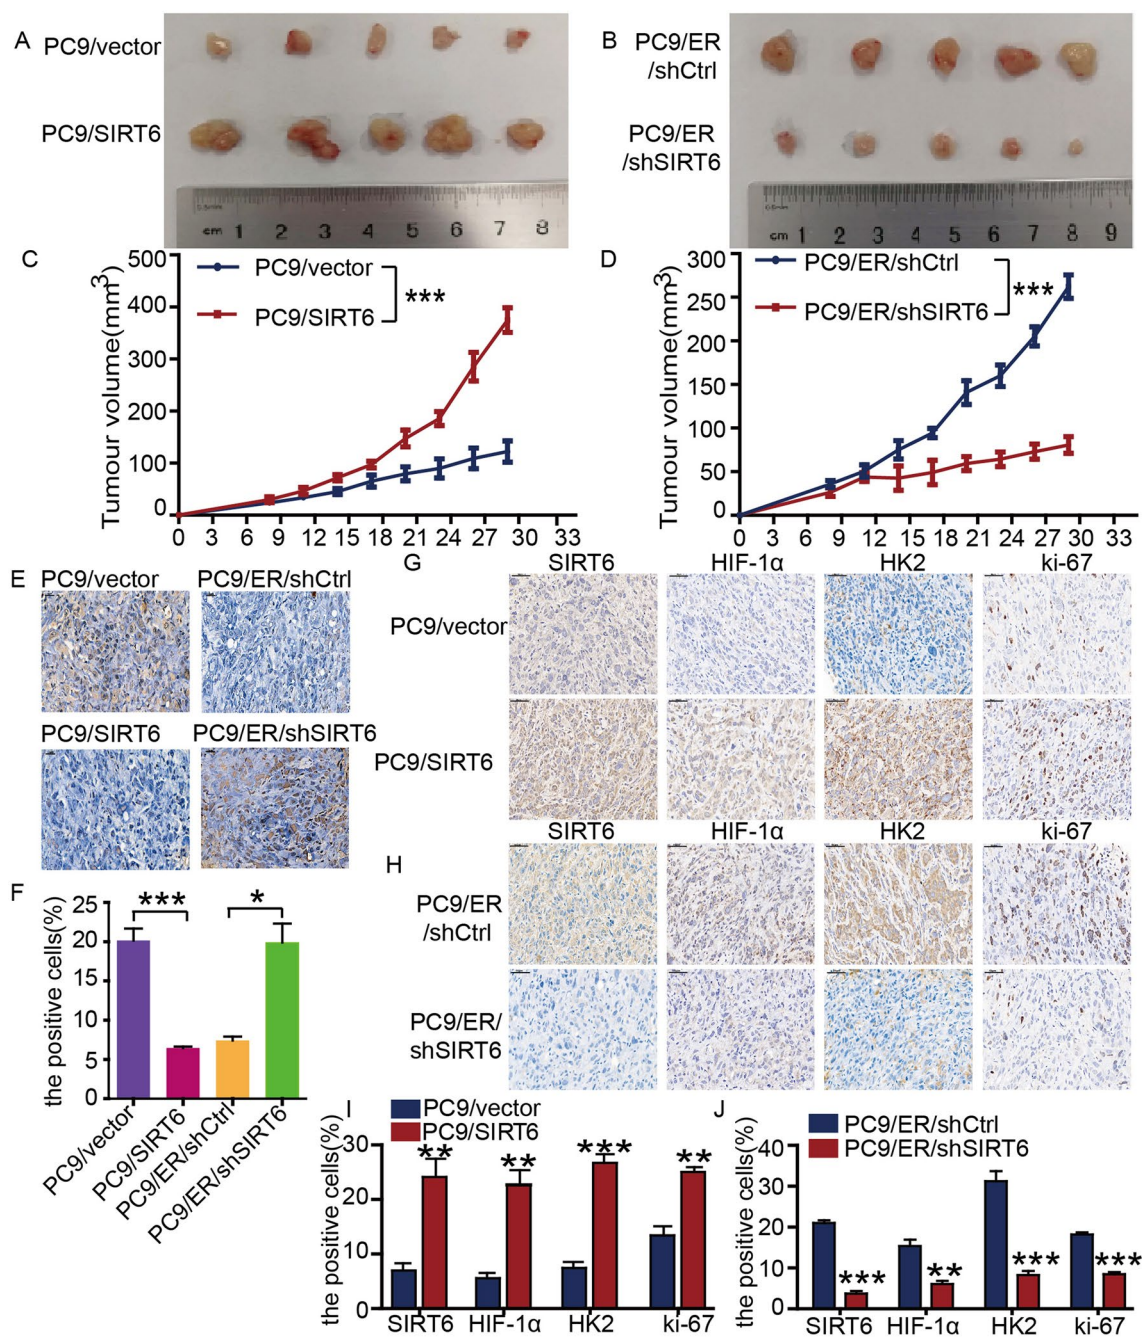 A
PC9/vector
PC9/SIRT6
0.5mm
cm 1 2 3 4 5 6 7 8
B
PC9/ER
/shCtrl
PC9/ER
/shSIRT6
cm 1 2 3 4 5 6 7 8 9
C
PC9/vector
PC9/SIRT6
***
Tumour volume(mm3)
500
400
300
200
100
0
0 3 6 9 12 15 18 21 24 27 30 33
D
PC9/ER/shCtrl
PC9/ER/shSIRT6
***
Tumour volume(mm3)
300
250
200
150
100
50
0
0 3 6 9 12 15 18 21 24 27 30 33
E
PC9/vector
PC9/ER/shCtrl
PC9/SIRT6
PC9/ER/shSIRT6
F
the positive cells(%)
25
20
15
10
5
0
***
*
PC9/vector
PC9/SIRT6
PC9/ER/shCtrl
PC9/ER/shSIRT6
G
SIRT6 HIF-1α HK2 ki-67
PC9/vector
PC9/SIRT6
H
SIRT6 HIF-1α HK2 ki-67
PC9/ER
/shCtrl
PC9/ER/
shSIRT6
I
PC9/vector
PC9/SIRT6
the positive cells(%)
30
20
10
0
** ** *** **
SIRT6 HIF-1α HK2 ki-67
J
PC9/ER/shCtrl
PC9/ER/shSIRT6
the positive cells(%)
40
30
20
10
0
*** ** *** ***
SIRT6 HIF-1α HK2 ki-67